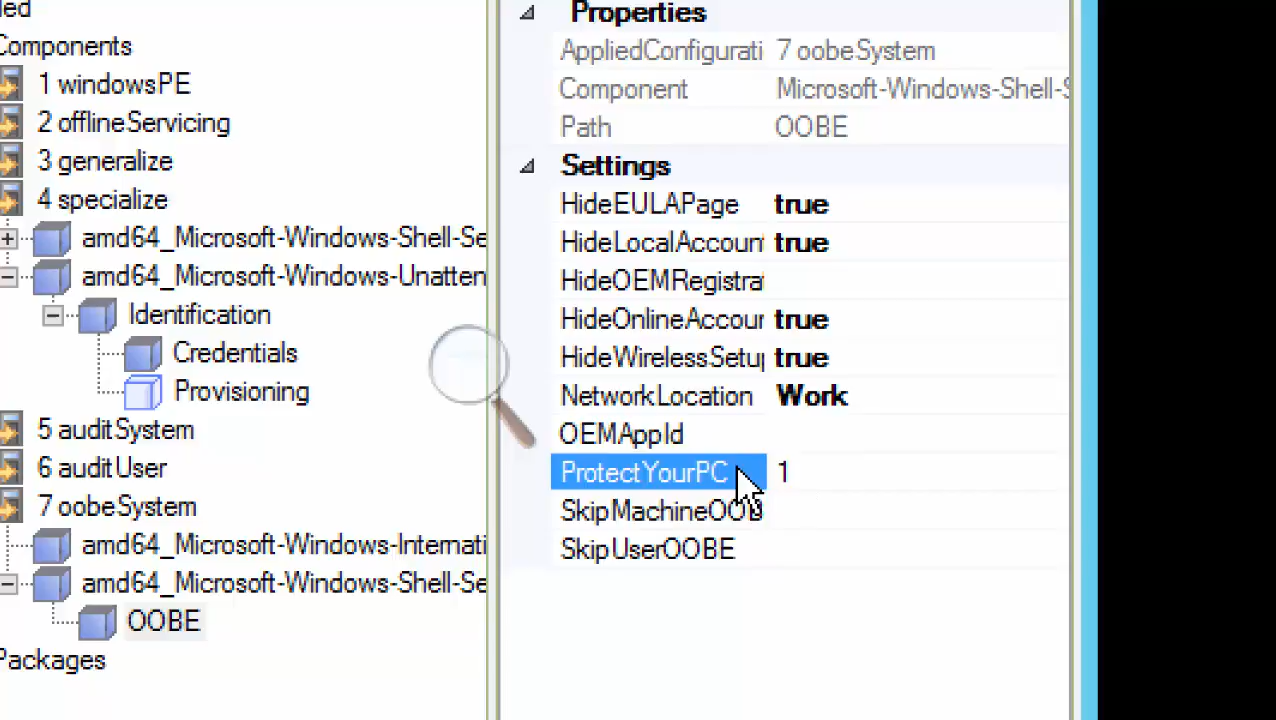 Components
1 windowsPE
2 offlineServicing
3 generalize
4 specialize
amd64_Microsoft-Windows-Shell-Se
amd64_Microsoft-Windows-Unatten
Identification
Credentials
Provisioning
5 auditSystem
6 auditUser
7 oobeSystem
amd64_Microsoft-Windows-Internati
amd64_Microsoft-Windows-Shell-Se
OOBE
Packages
Properties
AppliedConfigurati 7 oobeSystem
Component Microsoft-Windows-Shell-S
Path OOBE
Settings
HideEULAPage true
HideLocalAccount true
HideOEMRegistra
HideOnlineAccour true
HideWirelessSetup true
NetworkLocation Work
OEMAppId
ProtectYourPC 1
SkipMachineOOB
SkipUserOOBE